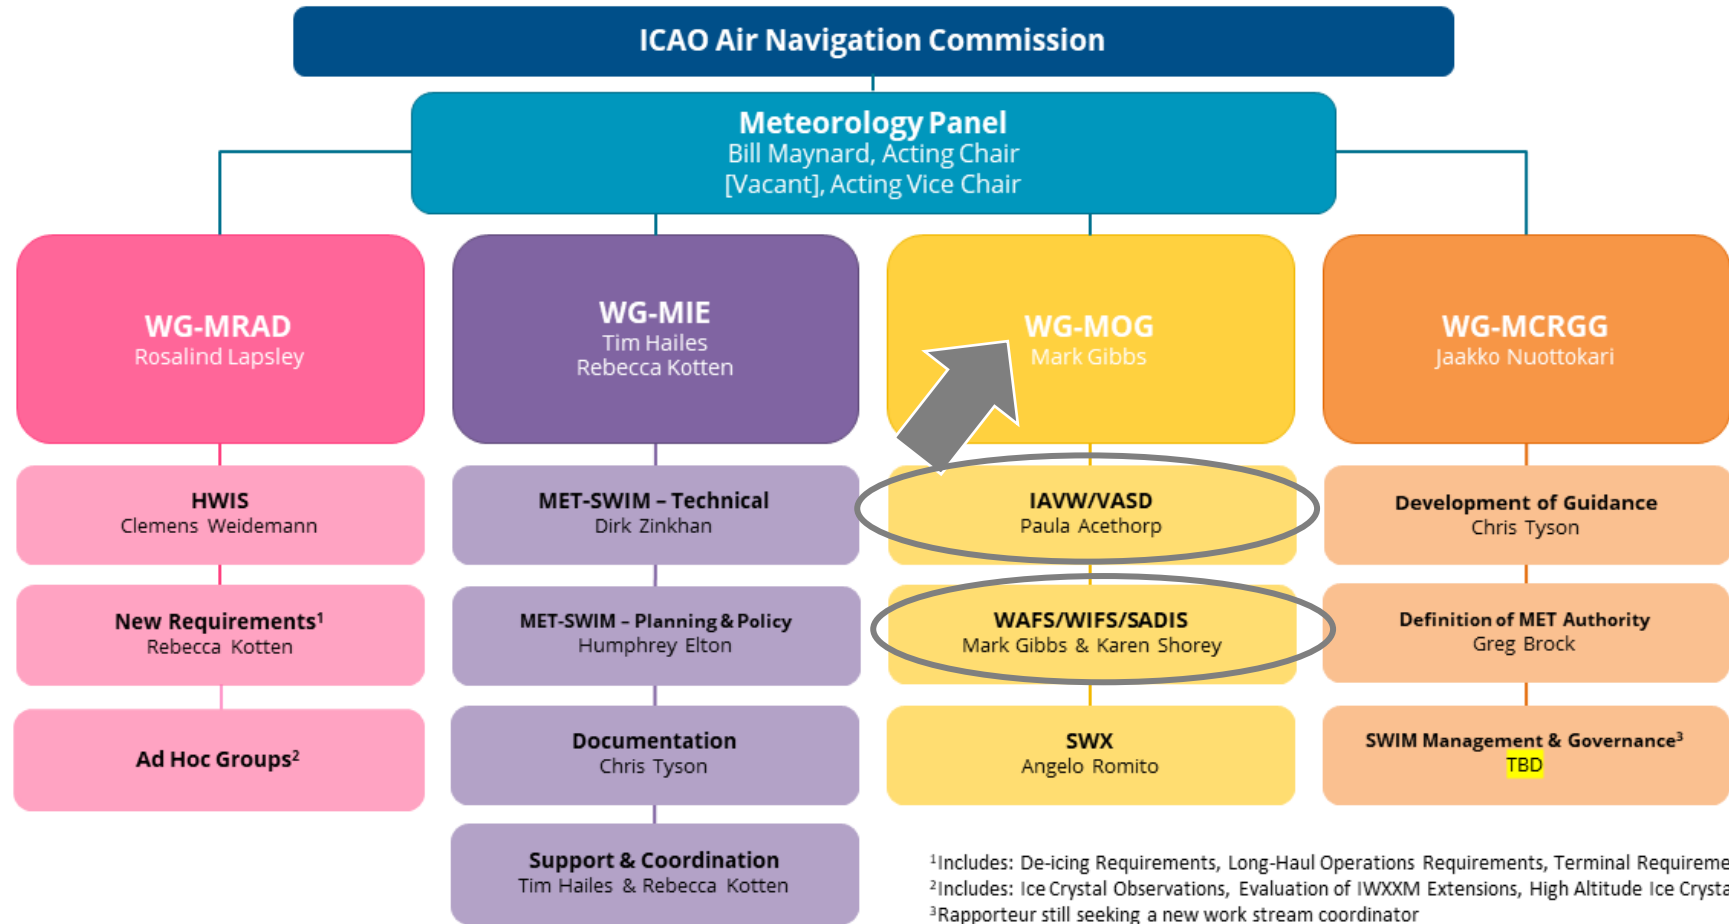 ICAO Air Navigation Commission
Meteorology Panel
Bill Maynard, Acting Chair
[Vacant], Acting Vice Chair
WG-MRAD
Rosalind Lapsley
HWIS
Clemens Weidemann
New Requirements¹
Rebecca Kotten
Ad Hoc Groups²
WG-MIE
Tim Hailes
Rebecca Kotten
MET-SWIM – Technical
Dirk Zinkhan
MET-SWIM – Planning & Policy
Humphrey Elton
Documentation
Chris Tyson
Support & Coordination
Tim Hailes & Rebecca Kotten
WG-MOG
Mark Gibbs
IAVW/VASD
Paula Acethorp
WAFS/WIFS/SADIS
Mark Gibbs & Karen Shorey
SWX
Angelo Romito
WG-MCRGG
Jaakko Nuottokari
Development of Guidance
Chris Tyson
Definition of MET Authority
Greg Brock
SWIM Management & Governance³
TBD
¹Includes: De-icing Requirements, Long-Haul Operations Requirements, Terminal Requireme
²Includes: Ice Crystal Observations, Evaluation of IWXXM Extensions, High Altitude Ice Crysta
³Rapporteur still seeking a new work stream coordinator